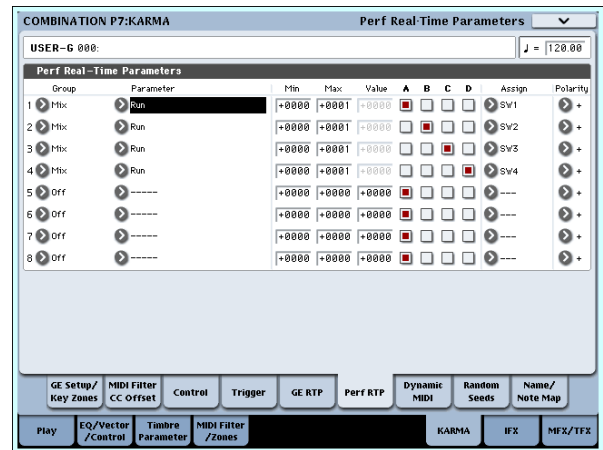 COMBINATION P7:KARMA Perf Real-Time Parameters
USER-G 000: ♩= 120.00
Perf Real-Time Parameters
Group Parameter Min Max Value A B C D Assign Polarity
1 Mix Run +0000 +0001 +0000 SW1 +
2 Mix Run +0000 +0001 +0000 SW2 +
3 Mix Run +0000 +0001 +0000 SW3 +
4 Mix Run +0000 +0001 +0000 SW4 +
5 Off ----- +0000 +0000 +0000 --- +
6 Off ----- +0000 +0000 +0000 --- +
7 Off ----- +0000 +0000 +0000 --- +
8 Off ----- +0000 +0000 +0000 --- +
GE Setup/ Key Zones
MIDI Filter CC Offset
Control
Trigger
GE RTP
Perf RTP
Dynamic MIDI
Random Seeds
Name/ Note Map
Play
EQ/Vector /Control
Timbre Parameter
MIDI Filter /Zones
KARMA
IFX
MFX/TFX